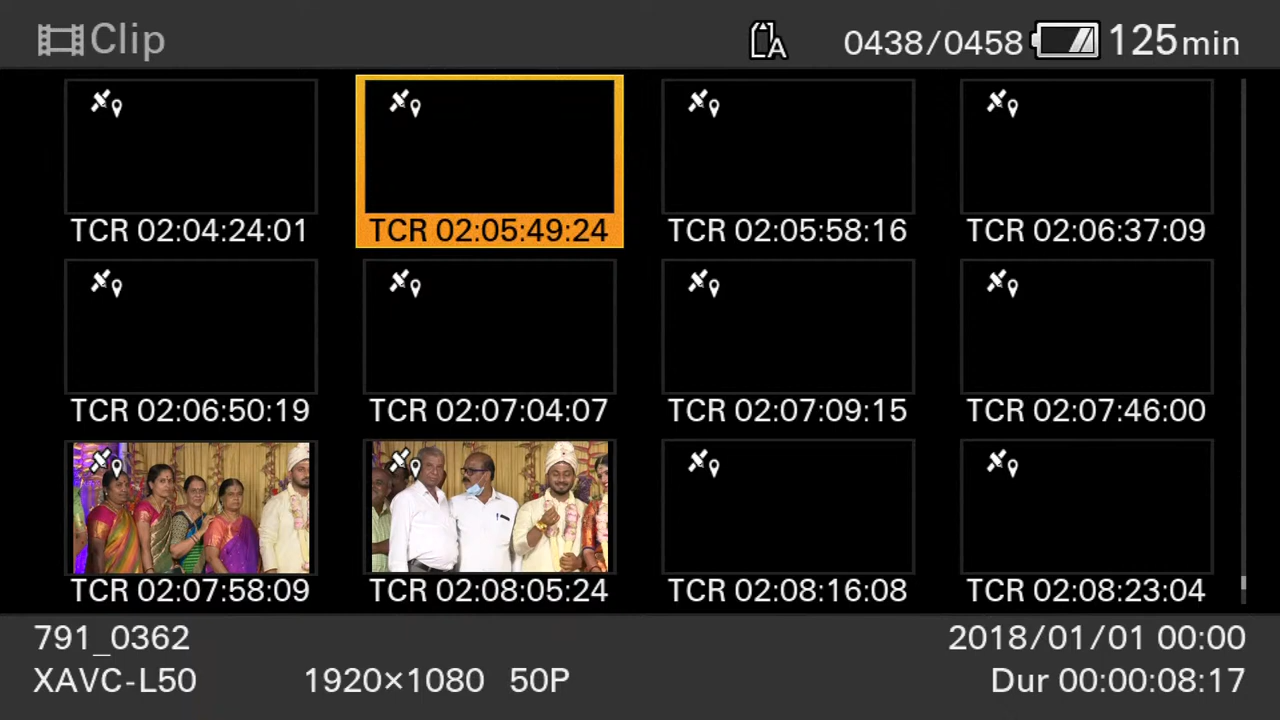 Clip A 0438/0458 125min
TCR 02:04:24:01 TCR 02:05:49:24 TCR 02:05:58:16 TCR 02:06:37:09
TCR 02:06:50:19 TCR 02:07:04:07 TCR 02:07:09:15 TCR 02:07:46:00
TCR 02:07:58:09 TCR 02:08:05:24 TCR 02:08:16:08 TCR 02:08:23:04
791_0362 2018/01/01 00:00
XAVC-L50 1920×1080 50P Dur 00:00:08:17